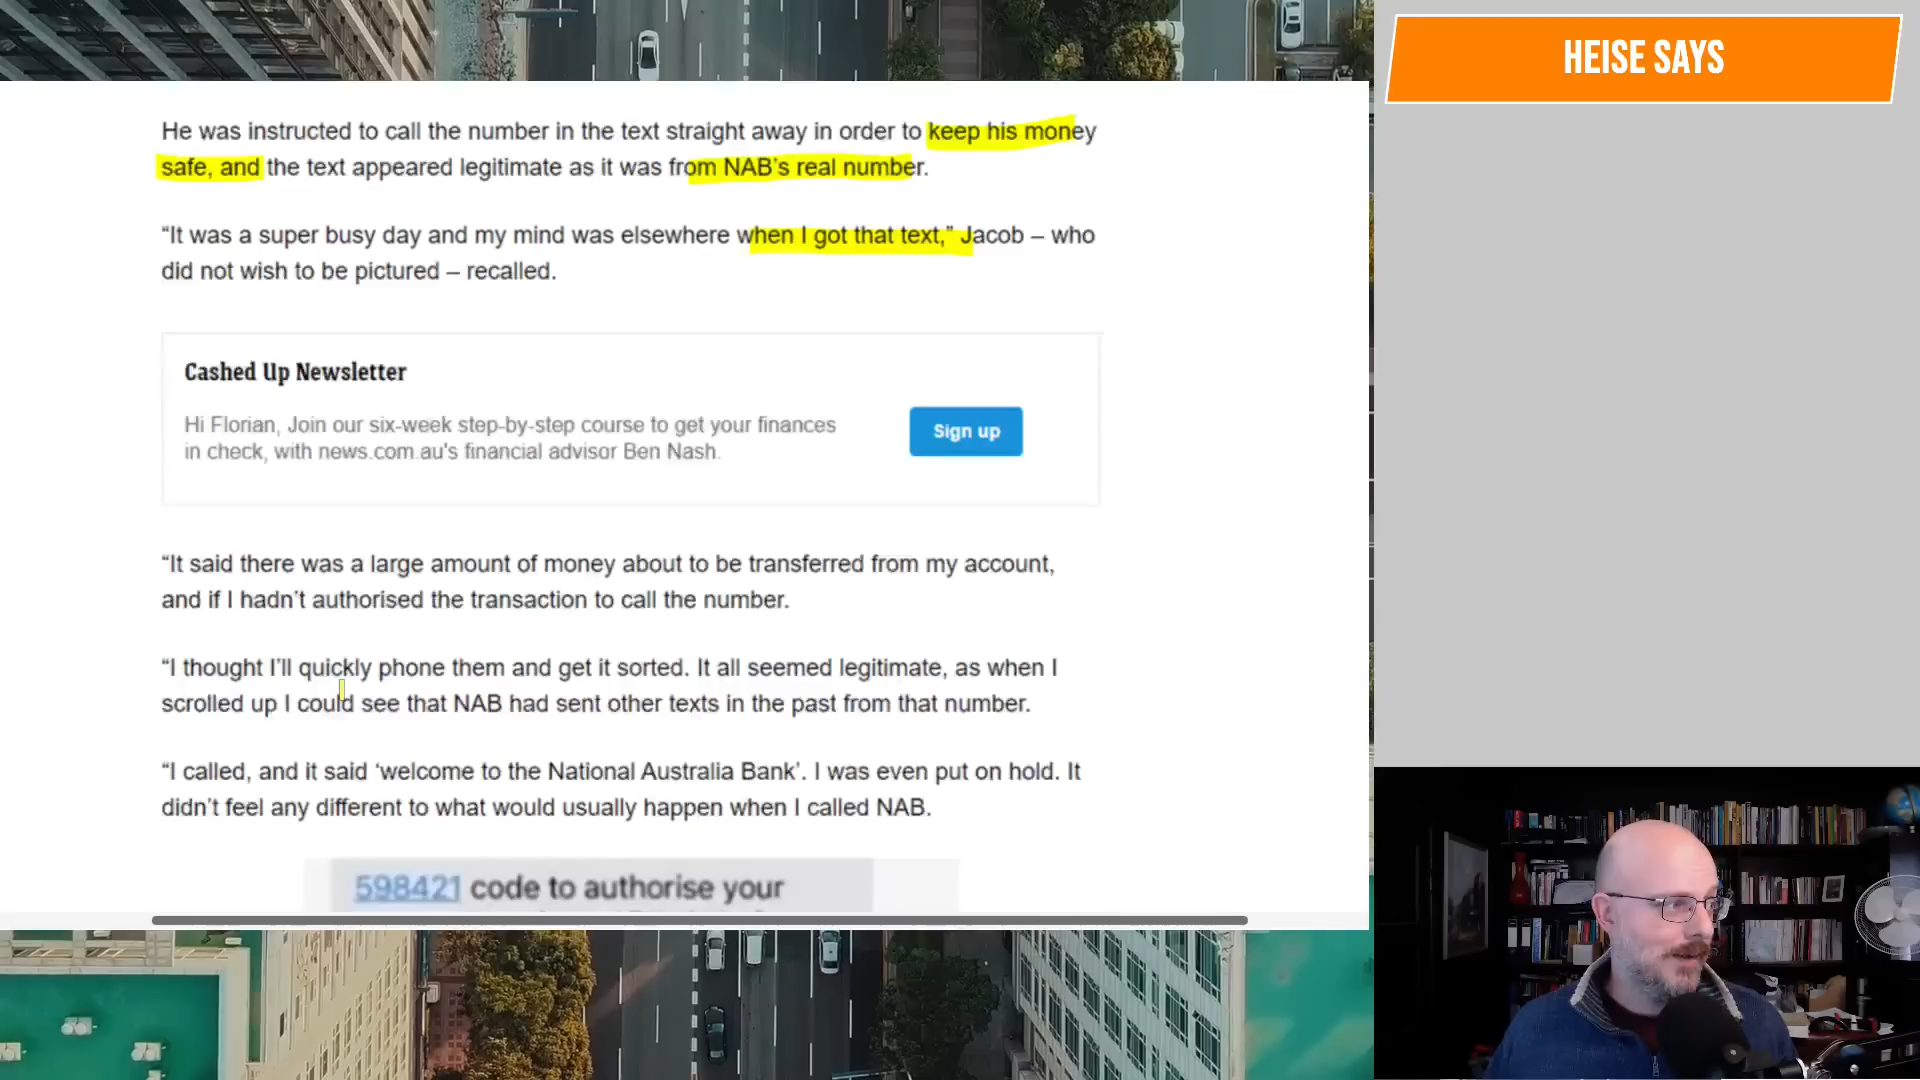 HEISE SAYS
He was instructed to call the number in the text straight away in order to keep his money
safe, and the text appeared legitimate as it was from NAB’s real number.
“It was a super busy day and my mind was elsewhere when I got that text,” Jacob – who
did not wish to be pictured – recalled.
Cashed Up Newsletter
Hi Florian, Join our six-week step-by-step course to get your finances
in check, with news.com.au's financial advisor Ben Nash.
Sign up
“It said there was a large amount of money about to be transferred from my account,
and if I hadn’t authorised the transaction to call the number.
“I thought I’ll quickly phone them and get it sorted. It all seemed legitimate, as when I
scrolled up I could see that NAB had sent other texts in the past from that number.
“I called, and it said ‘welcome to the National Australia Bank’. I was even put on hold. It
didn’t feel any different to what would usually happen when I called NAB.
598421 code to authorise your